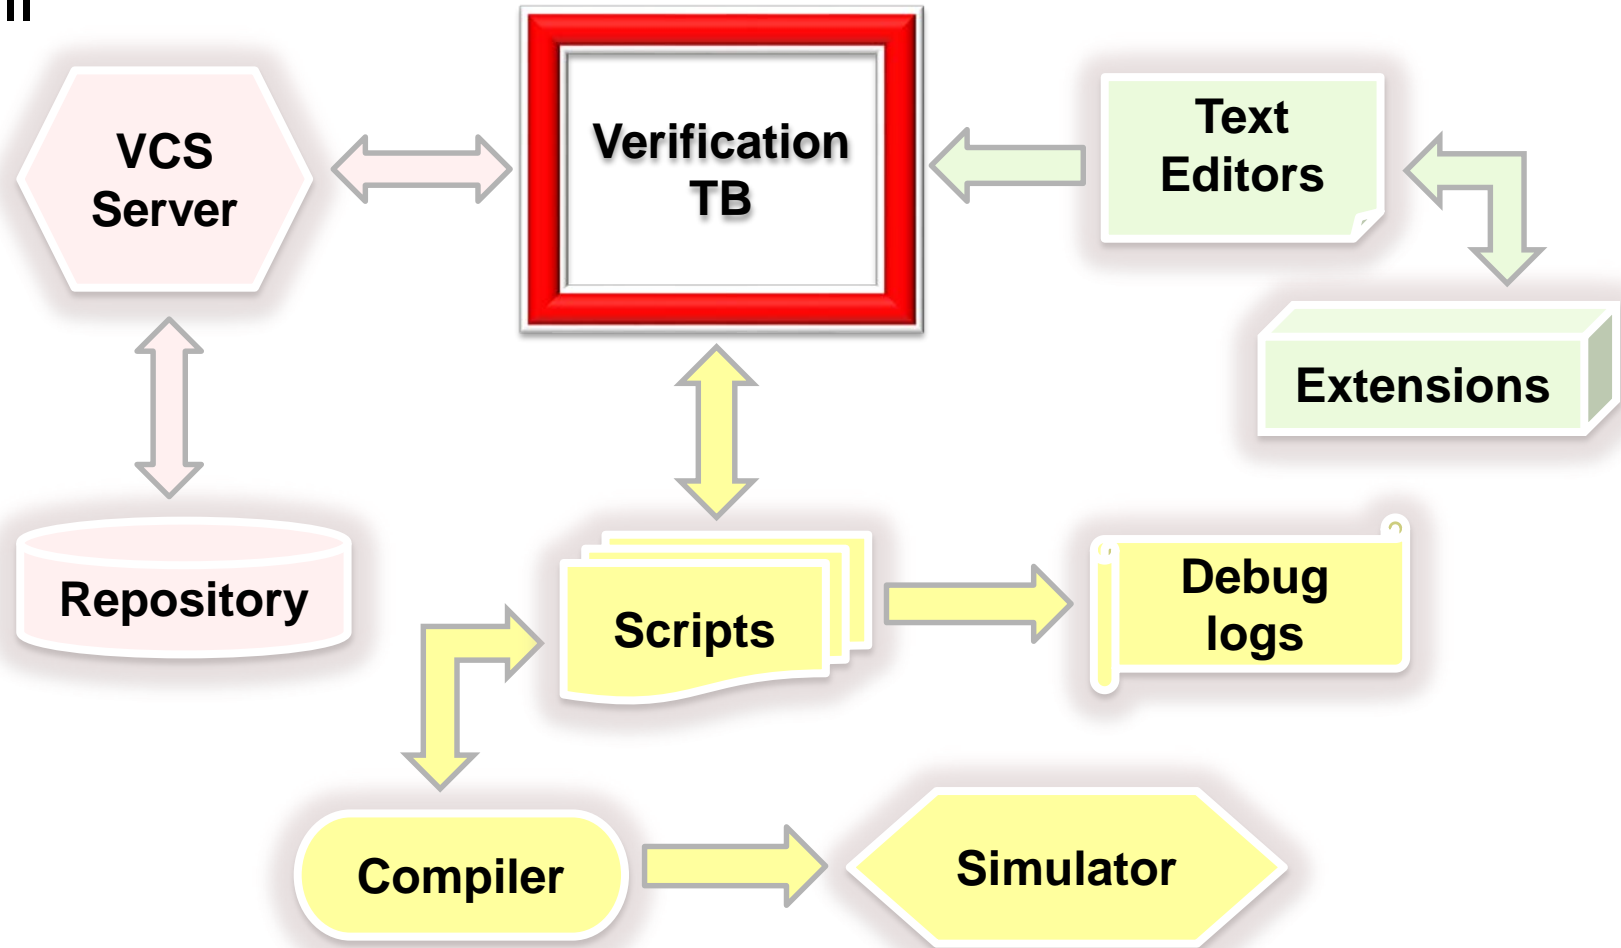 VCS
Server
Verification
TB
Text
Editors
Extensions
Repository
Scripts
Debug
logs
Compiler
Simulator